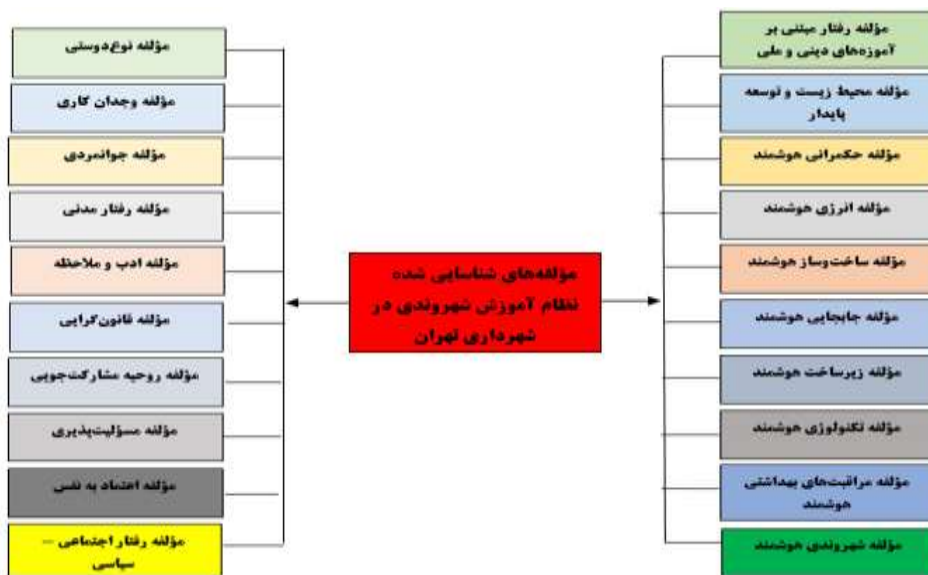 مؤلفه رفتار مبتنی بر
آموزه‌های دینی و ملی
مؤلفه محیط زیست و توسعه
پایدار
مؤلفه حکمرانی هوشمند
مؤلفه انرژی هوشمند
مؤلفه ساخت‌وساز هوشمند
مؤلفه جابجایی هوشمند
مؤلفه زیرساخت هوشمند
مؤلفه تکنولوژی هوشمند
مؤلفه مراقبت‌های بهداشتی
هوشمند
مؤلفه شهروندی هوشمند
مؤلفه‌های شناسایی شده
نظام آموزش شهروندی در
شهرداری تهران
مؤلفه نوع‌دوستی
مؤلفه وجدان کاری
مؤلفه جوانمردی
مؤلفه رفتار مدنی
مؤلفه ادب و ملاحظه
مؤلفه قانون‌گرایی
مؤلفه روحیه مشارکت‌جویی
مؤلفه مسؤلیت‌پذیری
مؤلفه اعتماد به نفس
مؤلفه رفتار اجتماعی –
سیاسی